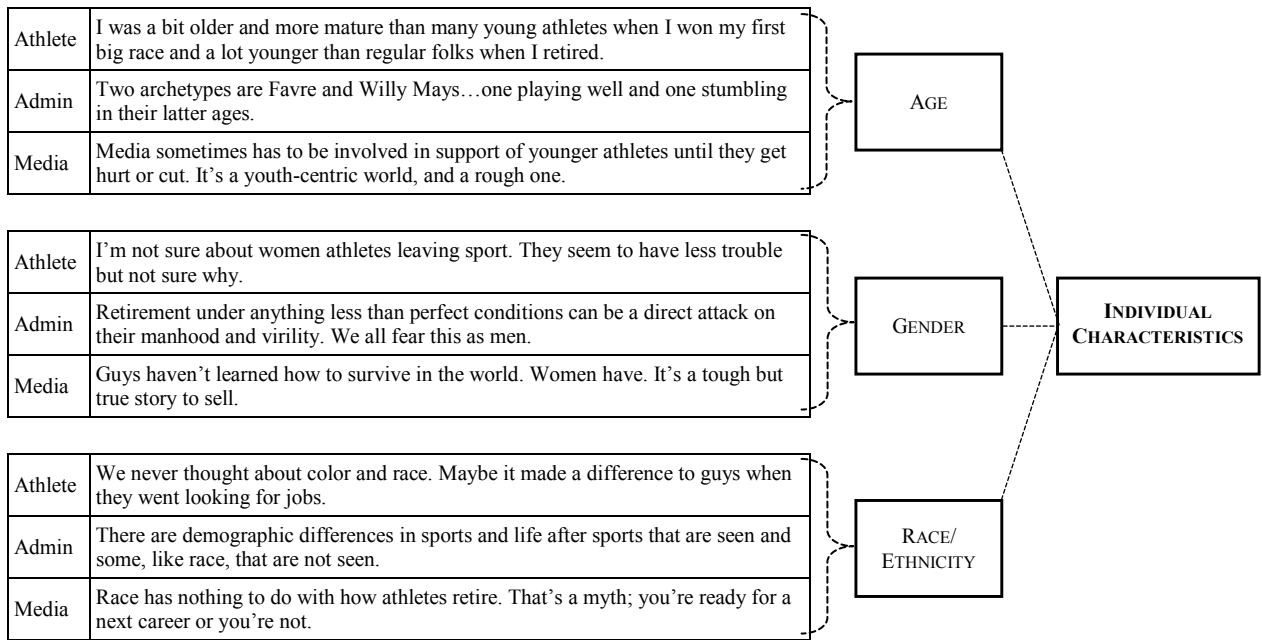 Athlete
I was a bit older and more mature than many young athletes when I won my first
big race and a lot younger than regular folks when I retired.
Admin
Two archetypes are Favre and Willy Mays…one playing well and one stumbling
in their latter ages.
Media
Media sometimes has to be involved in support of younger athletes until they get
hurt or cut. It’s a youth-centric world, and a rough one.
AGE
Athlete
I’m not sure about women athletes leaving sport. They seem to have less trouble
but not sure why.
Admin
Retirement under anything less than perfect conditions can be a direct attack on
their manhood and virility. We all fear this as men.
Media
Guys haven’t learned how to survive in the world. Women have. It’s a tough but
true story to sell.
GENDER
INDIVIDUAL
CHARACTERISTICS
Athlete
We never thought about color and race. Maybe it made a difference to guys when
they went looking for jobs.
Admin
There are demographic differences in sports and life after sports that are seen and
some, like race, that are not seen.
Media
Race has nothing to do with how athletes retire. That’s a myth; you’re ready for a
next career or you’re not.
RACE/
ETHNICITY